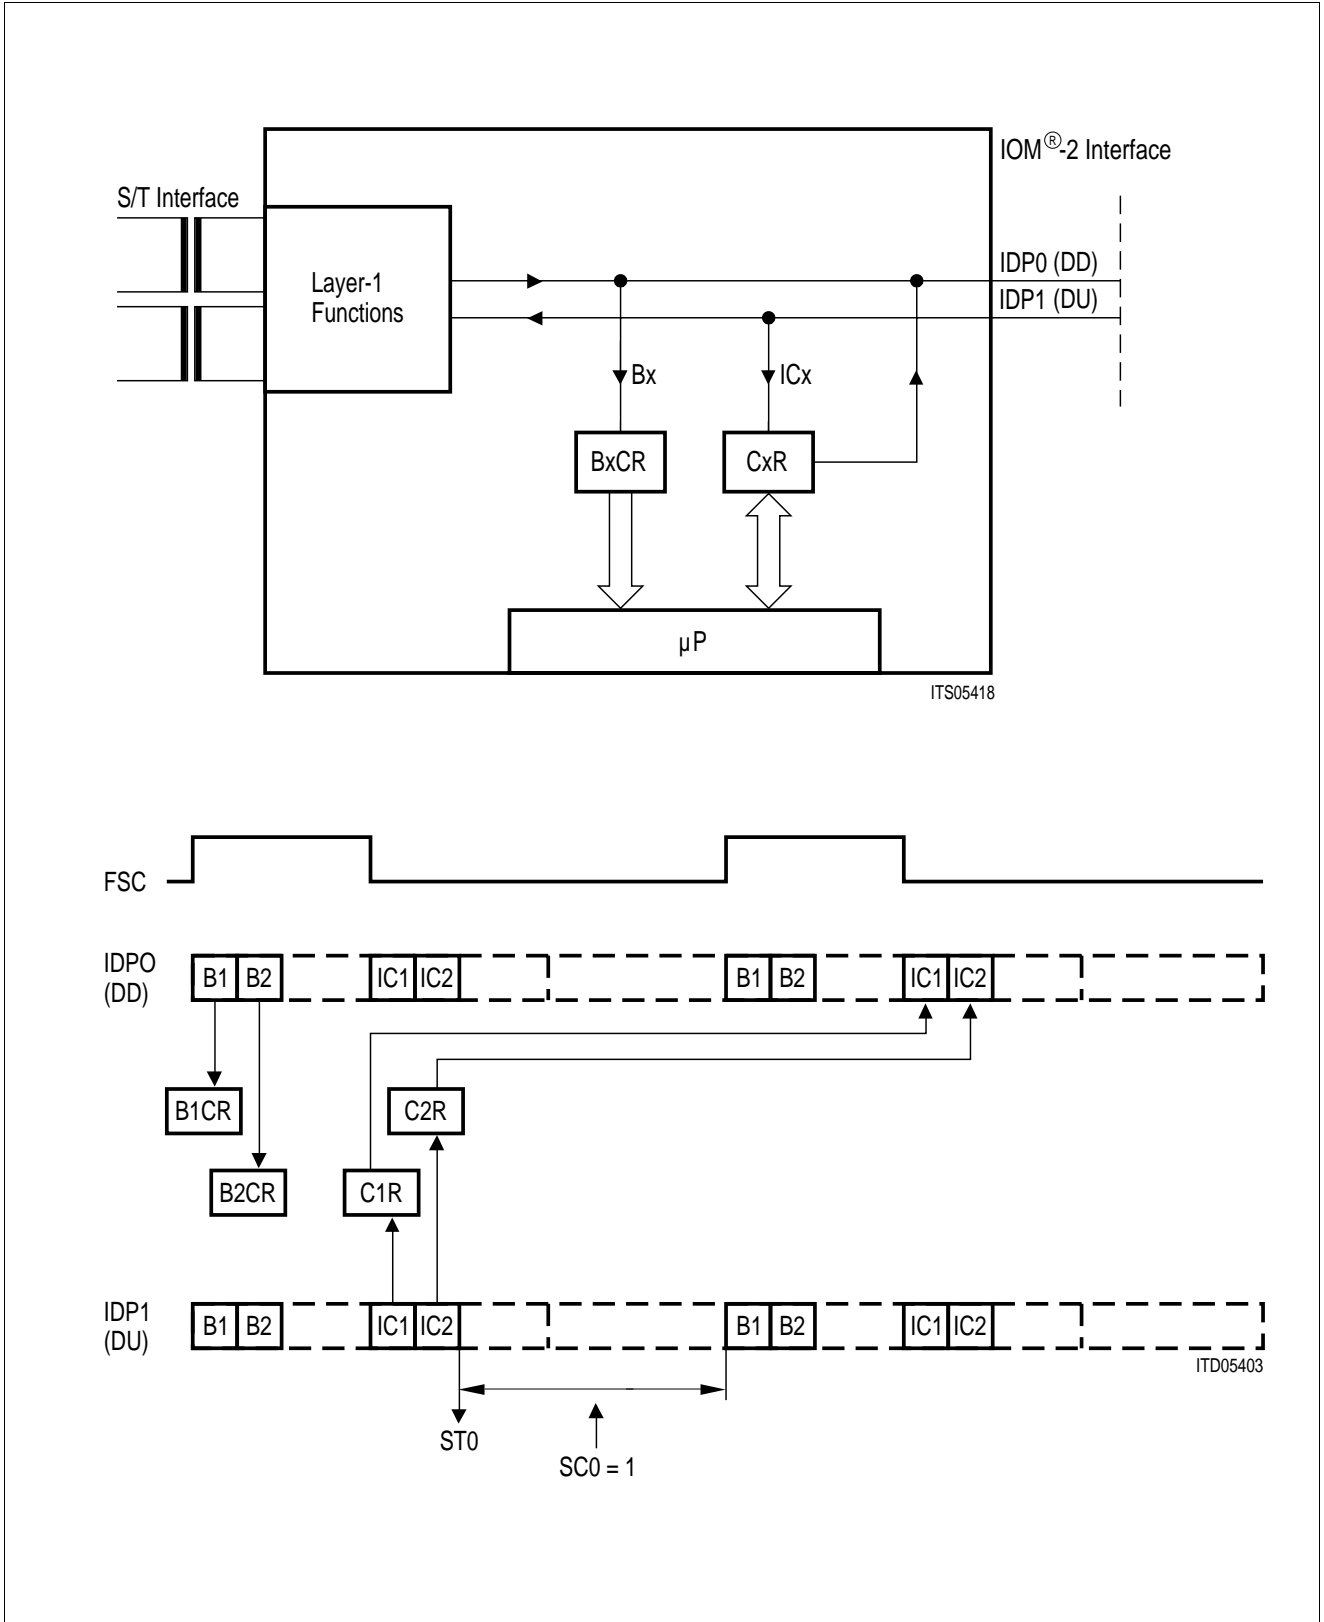 IOM®-2 Interface
S/T Interface
Layer-1
Functions
IDP0 (DD)
IDP1 (DU)
Bx
ICx
BxCR
CxR
µP
ITS05418
FSC
IDPO
(DD)
B1 B2 IC1 IC2 B1 B2 IC1 IC2
B1CR
C2R
B2CR
C1R
IDP1
(DU)
B1 B2 IC1 IC2 B1 B2 IC1 IC2
ITD05403
ST0
SC0 = 1